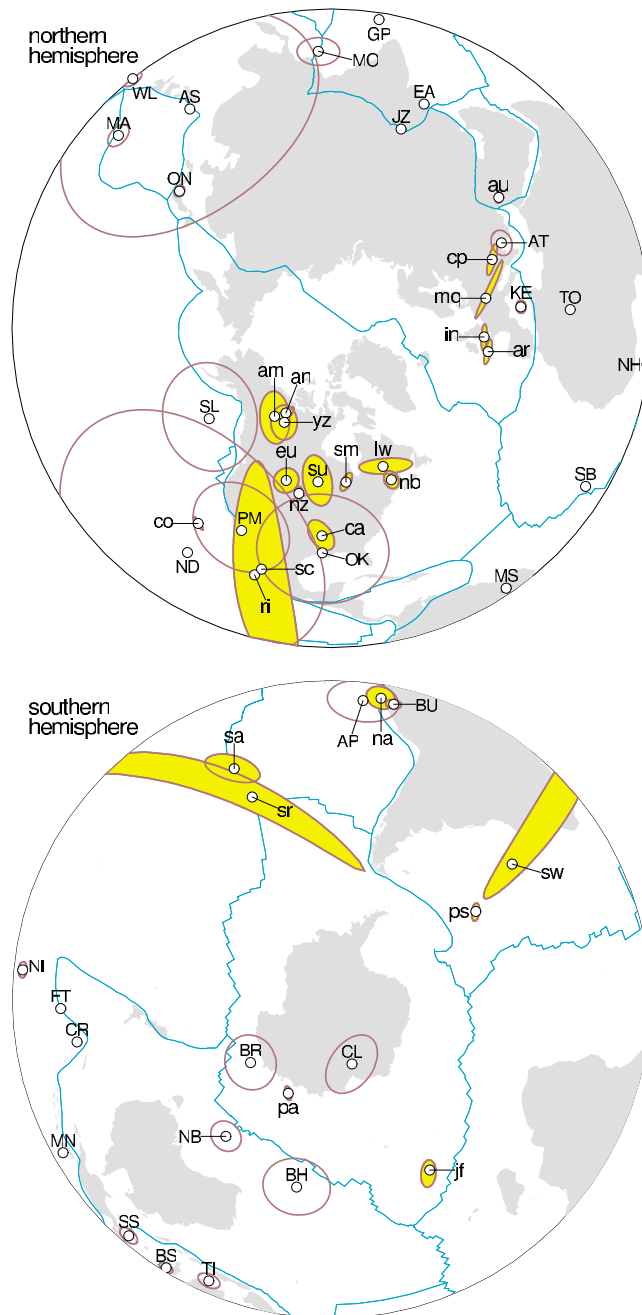 northern
hemisphere
GP
MO
WL
AS
EA
MA
JZ
ON
au
AT
cp
mq
KE
TO
in
ar
NH
am
an
SL
yz
eu
su
sm
lw
nb
nz
SB
co
PM
ca
ND
sc
OK
ri
MS
southern
hemisphere
BU
AP
na
sa
sr
sw
ps
NI
FT
CR
BR
CL
pa
NB
MN
BH
jf
SS
BS
TI